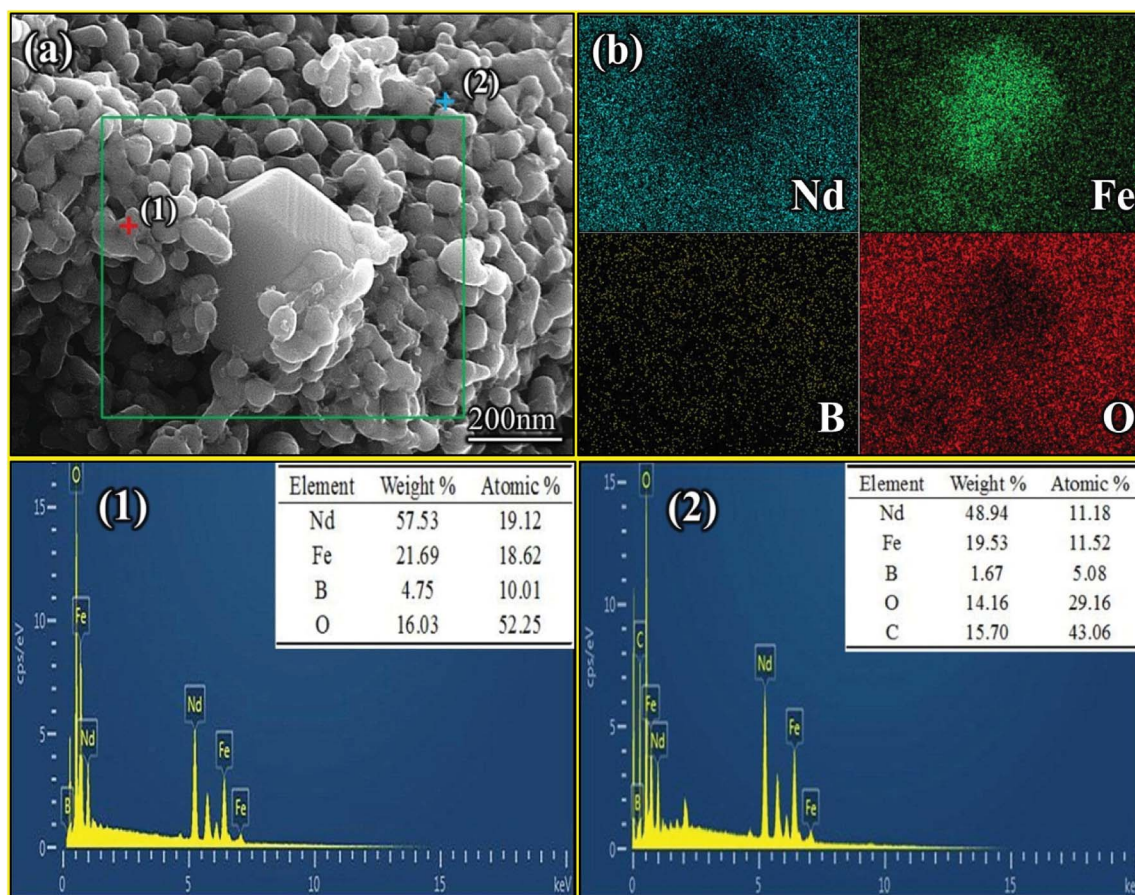 (a)
(2)
(1)
200nm
(b)
Nd
Fe
B
O
(1)
Element Weight % Atomic %
Nd 57.53 19.12
Fe 21.69 18.62
B 4.75 10.01
O 16.03 52.25
O
Fe
Nd
B
Nd
Fe
Fe
cps/eV
15
10
5
0
0 5 10 15 keV
(2)
Element Weight % Atomic %
Nd 48.94 11.18
Fe 19.53 11.52
B 1.67 5.08
O 14.16 29.16
C 15.70 43.06
O
C
Fe
Nd
B
Nd
Fe
Fe
cps/eV
15
10
5
0
0 5 10 15 ke